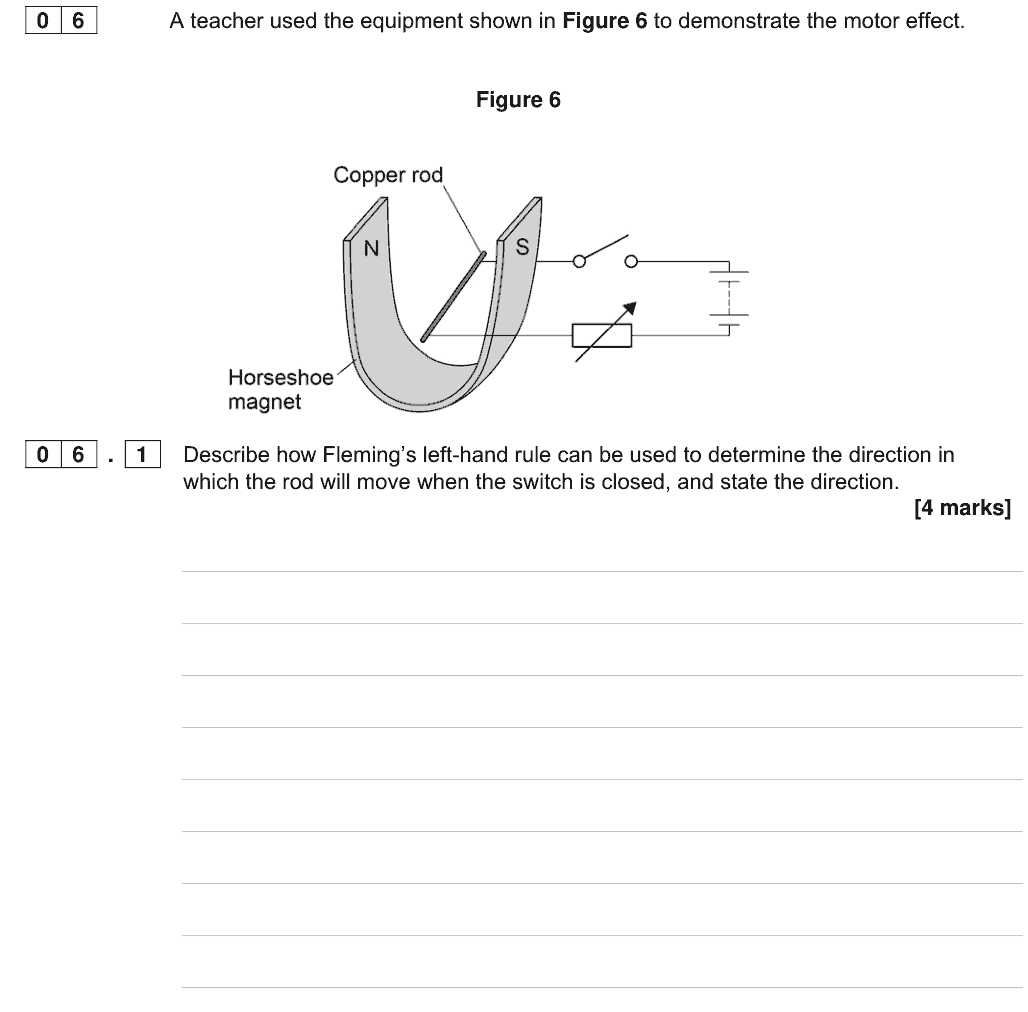 0 6 A teacher used the equipment shown in Figure 6 to demonstrate the motor effect.
Figure 6
Copper rod
N
S
Horseshoe
magnet
0 6 . 1 Describe how Fleming’s left-hand rule can be used to determine the direction in
which the rod will move when the switch is closed, and state the direction.
[4 marks]